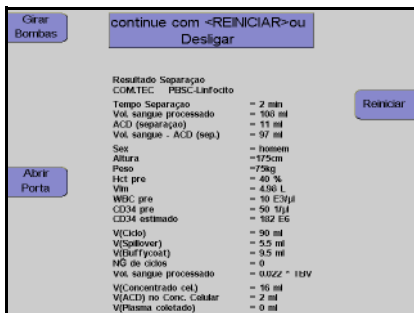 Girar
Bombas
continue com <REINICIAR>ou
Desligar
Resultado Separaçao
COM.TEC PBSC-Linfocito
Reiniciar
Tempo Separaçao = 2 min
Vol. sangue processado = 108 ml
ACD (separaçao) = 11 ml
Vol. sangue - ACD (sep.) = 97 ml
Sex = homem
Altura =175cm
Peso =75kg
Abrir
Porta
Hct pre = 40 %
Vim = 4.98 L
WBC pre = 10 E3/µl
CD34 pre = 50 1/µl
CD34 estimado = 182 E6
V(Ciclo) = 90 ml
V(Spillover) = 5.5 ml
V(Buffycoat) = 9.5 ml
NĞ de ciclos = 0
Vol. sangue processado = 0.022 * TBV
V(Concentrado cel.) = 16 ml
V(ACD) no Conc. Celular = 2 ml
V(Plasma coletado) = 0 ml